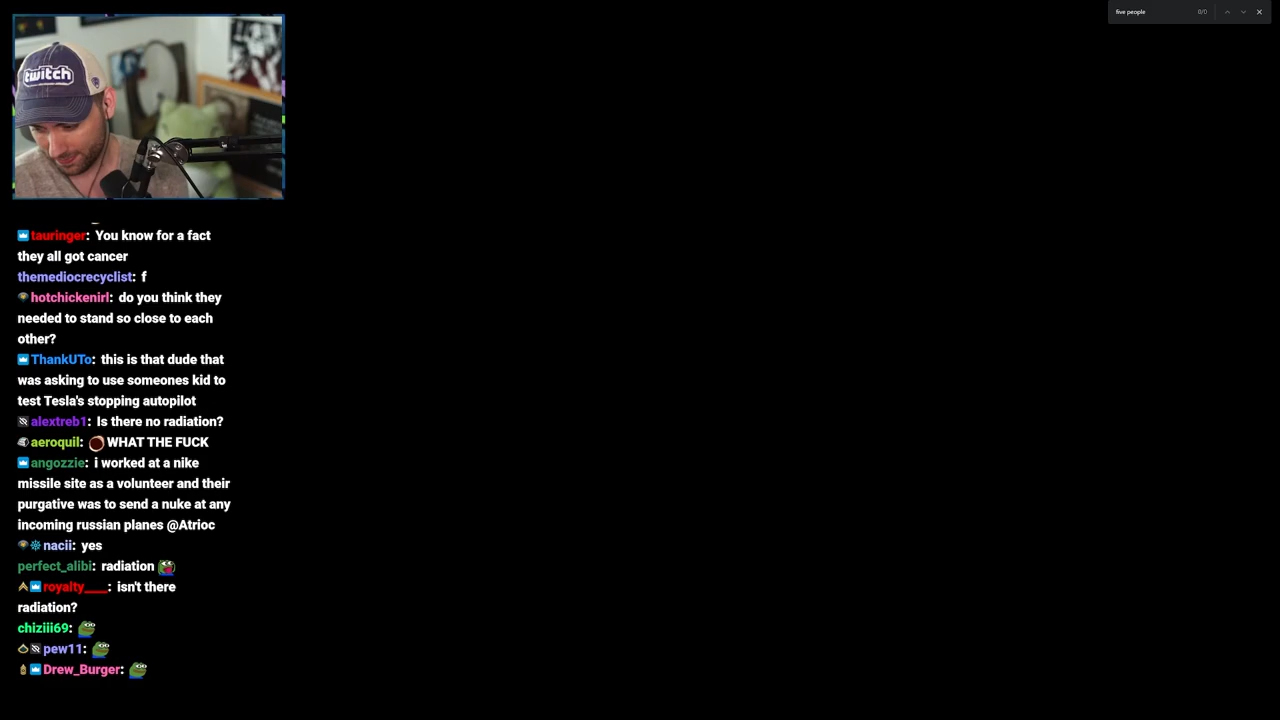 five people
0/0
twitch
tauringer: You know for a fact
they all got cancer
themediocrecyclist: f
hotchickenirl: do you think they
needed to stand so close to each
other?
ThankUTo: this is that dude that
was asking to use someones kid to
test Tesla's stopping autopilot
alextreb1: Is there no radiation?
aeroquil: WHAT THE FUCK
angozzie: i worked at a nike
missile site as a volunteer and their
purgative was to send a nuke at any
incoming russian planes @Atrioc
nacii: yes
perfect_alibi: radiation
royalty___: isn't there
radiation?
chiziii69:
pew11:
Drew_Burger: